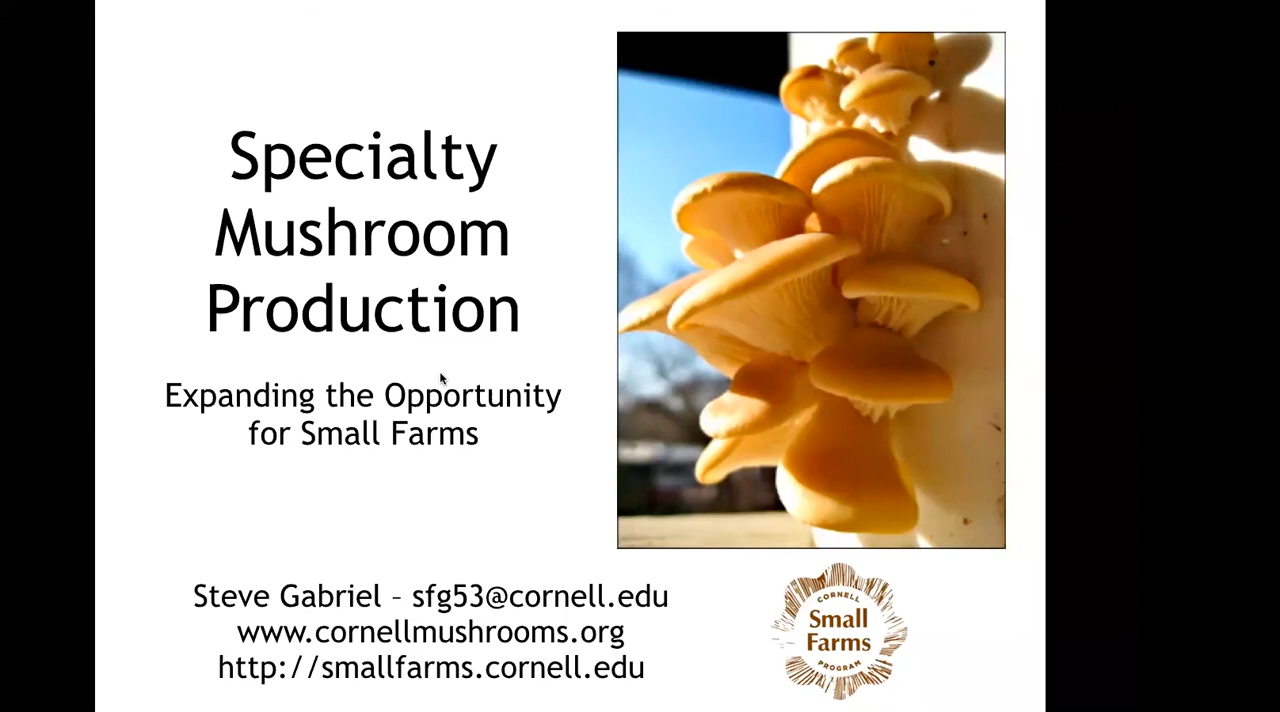 Specialty
Mushroom
Production
Expanding the Opportunity
for Small Farms
Steve Gabriel – sfg53@cornell.edu
www.cornellmushrooms.org
http://smallfarms.cornell.edu
CORNELL
Small
Farms
PROGRAM